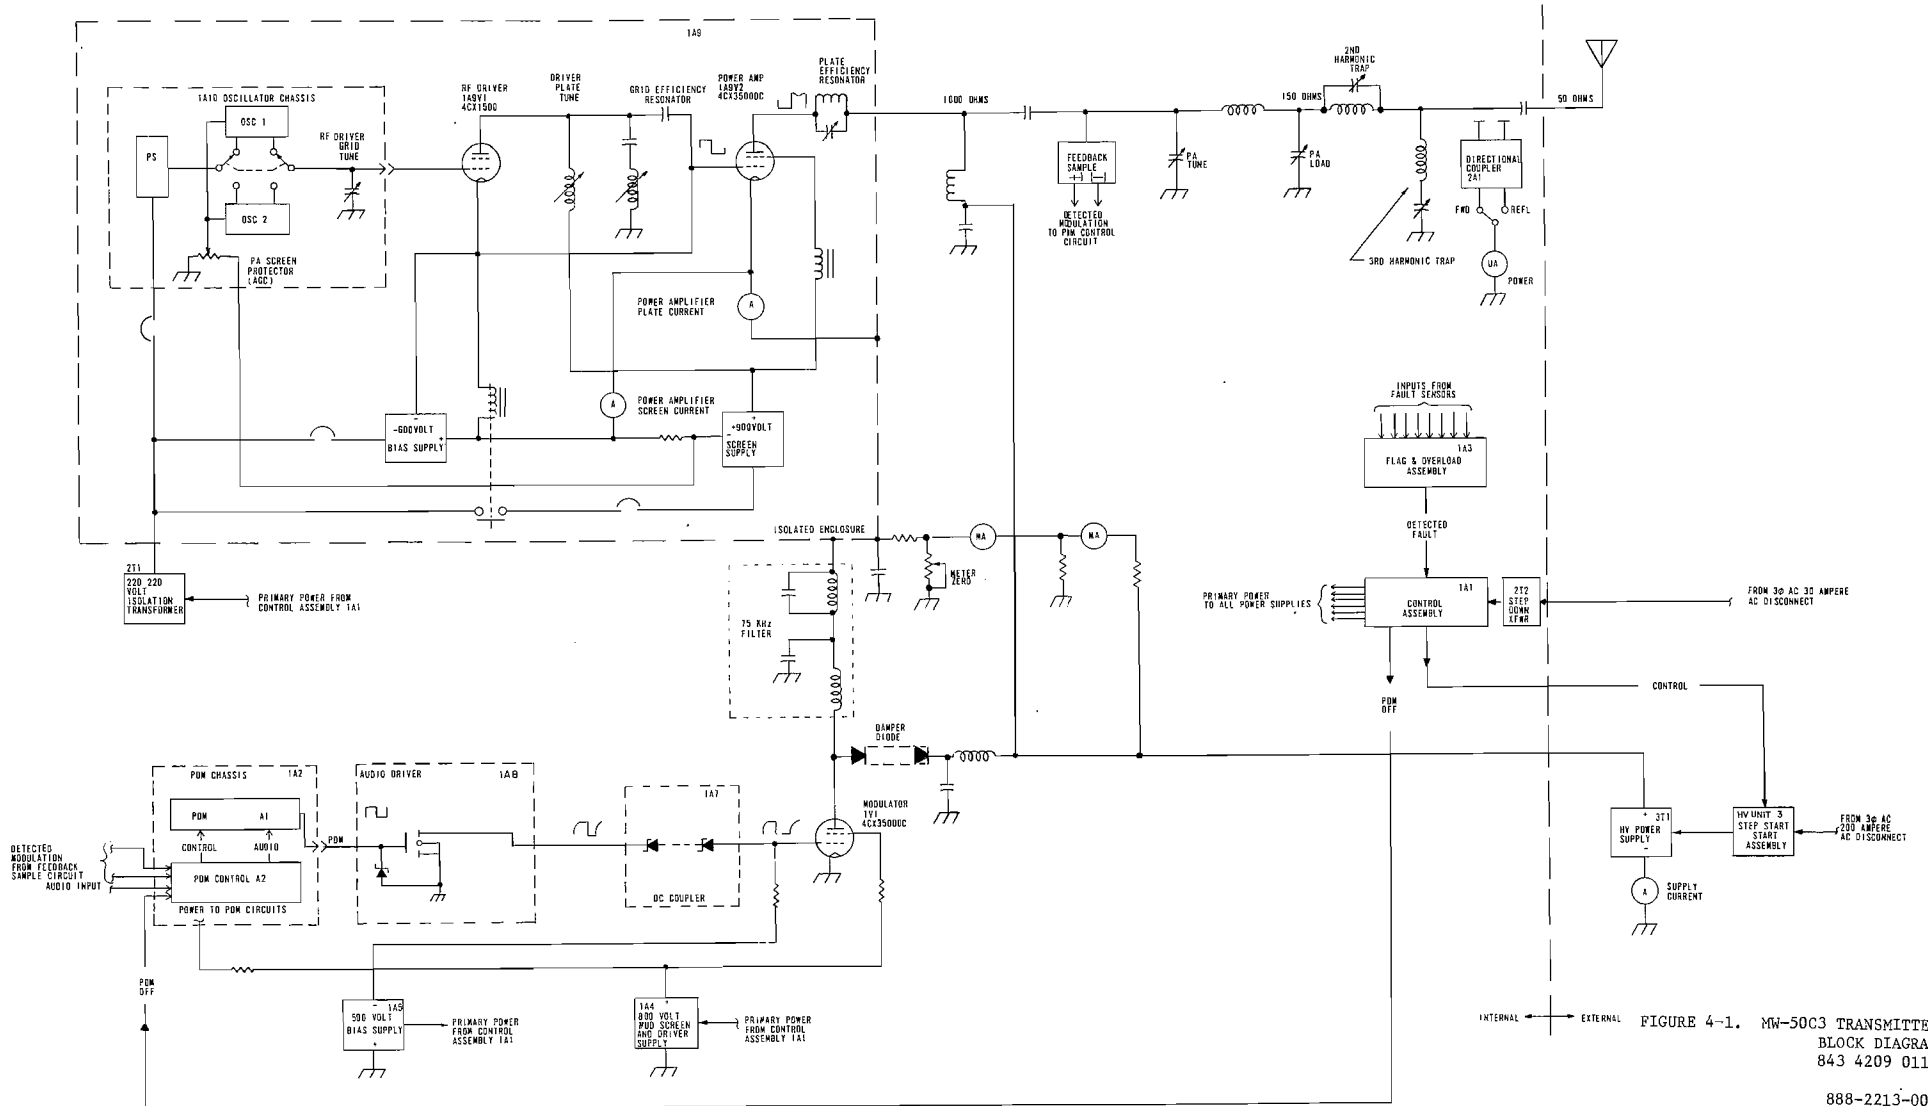 1A9
1A10 OSCILLATOR CHASSIS
OSC 1
PS
OSC 2
RF DRIVER
GRID
TUNE
PA SCREEN
PROTECTOR
(AGC)
RF DRIVER
1A9V1
4CX1500
DRIVER
PLATE
TUNE
GRID EFFICIENCY
RESONATOR
POWER AMP
1A9V2
4CX35000C
PLATE
EFFICIENCY
RESONATOR
POWER AMPLIFIER
PLATE CURRENT
A
POWER AMPLIFIER
SCREEN CURRENT
A
-
-600VOLT
+
BIAS SUPPLY
+
+900VOLT
-
SCREEN
SUPPLY
ISOLATED ENCLOSURE
2T1
220 220
VOLT
ISOLATION
TRANSFORMER
PRIMARY POWER FROM
CONTROL ASSEMBLY 1A1
1000 OHMS
FEEDBACK
SAMPLE
(+) (-)
DETECTED
MODULATION
TO PDM CONTROL
CIRCUIT
PA
TUNE
150 OHMS
PA
LOAD
2ND
HARMONIC
TRAP
3RD HARMONIC TRAP
50 OHMS
DIRECTIONAL
COUPLER
2A1
FWD
REFL
UA
POWER
INPUTS FROM
FAULT SENSORS
1A3
FLAG & OVERLOAD
ASSEMBLY
DETECTED
FAULT
PRIMARY POWER
TO ALL POWER SUPPLIES
1A1
CONTROL
ASSEMBLY
2T2
STEP
DOWN
XFMR
FROM 3ϕ AC 30 AMPERE
AC DISCONNECT
PDM
OFF
CONTROL
MA
MA
METER
ZERO
75 KHz
FILTER
DAMPER
DIODE
MODULATOR
1V1
4CX35000C
PDM CHASSIS
1A2
PDM
A1
CONTROL
AUDIO
PDM CONTROL A2
POWER TO PDM CIRCUITS
DETECTED
MODULATION
FROM FEEDBACK
SAMPLE CIRCUIT
AUDIO INPUT
PDM
AUDIO DRIVER
1A8
1A7
DC COUPLER
PDM
OFF
- 1A5
500 VOLT
BIAS SUPPLY
+
PRIMARY POWER
FROM CONTROL
ASSEMBLY 1A1
1A4 +
800 VOLT
MOD SCREEN
AND DRIVER
SUPPLY
PRIMARY POWER
FROM CONTROL
ASSEMBLY 1A1
+ 3T1
HV POWER
SUPPLY
-
HV UNIT 3
STEP START
START
ASSEMBLY
FROM 3ϕ AC
200 AMPERE
AC DISCONNECT
A
SUPPLY
CURRENT
INTERNAL
EXTERNAL
FIGURE 4-1. MW-50C3 TRANSMITTE
BLOCK DIAGRA
843 4209 011
888-2213-00